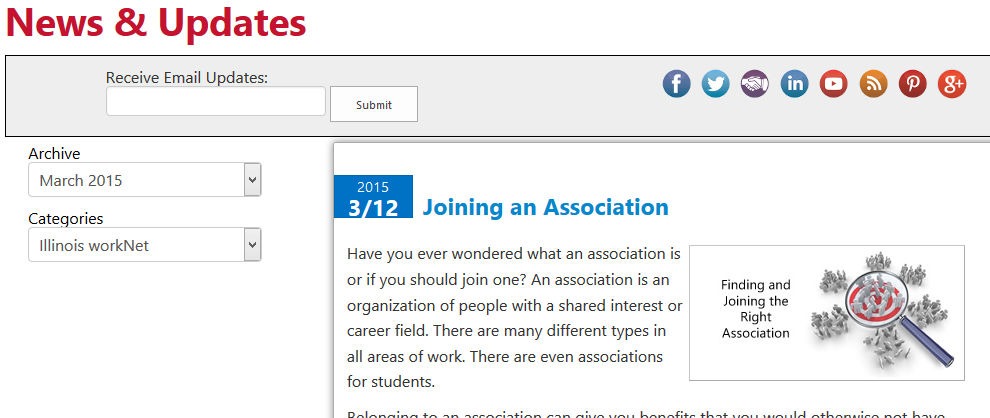 News & Updates
Receive Email Updates:
Submit
Archive
March 2015
Categories
Illinois workNet
2015
3/12
Joining an Association
Have you ever wondered what an association is
or if you should join one? An association is an
organization of people with a shared interest or
career field. There are many different types in
all areas of work. There are even associations
for students.
Finding and
Joining the
Right
Association
Belonging to an association can give you benefits that you would otherwise not have